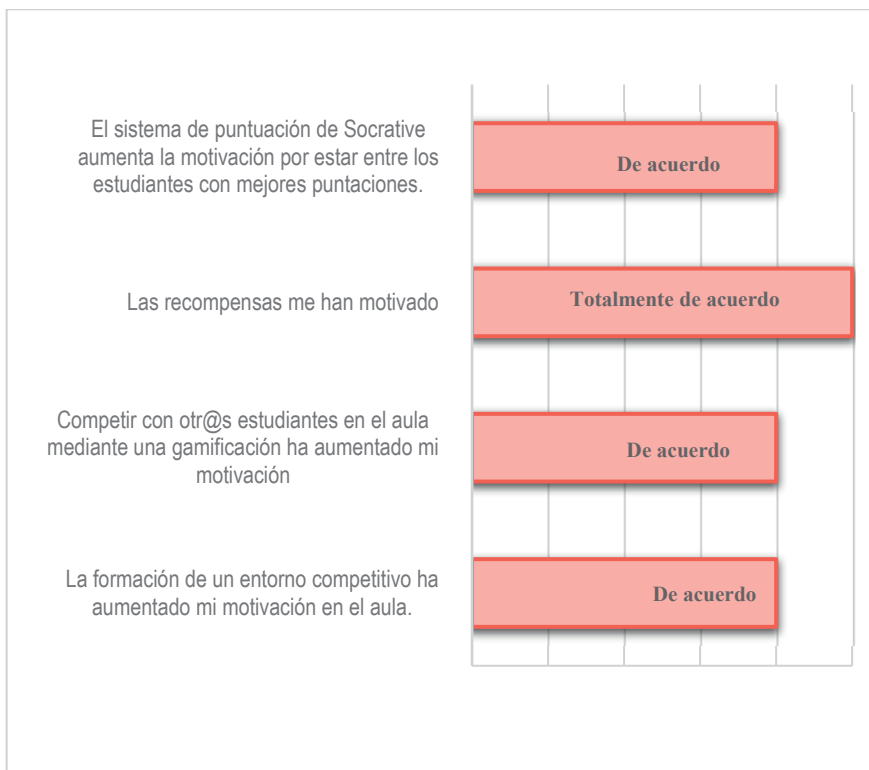 El sistema de puntuación de Socrative
aumenta la motivación por estar entre los
estudiantes con mejores puntaciones.
De acuerdo
Las recompensas me han motivado
Totalmente de acuerdo
Competir con otr@s estudiantes en el aula
mediante una gamificación ha aumentado mi
motivación
De acuerdo
La formación de un entorno competitivo ha
aumentado mi motivación en el aula.
De acuerdo